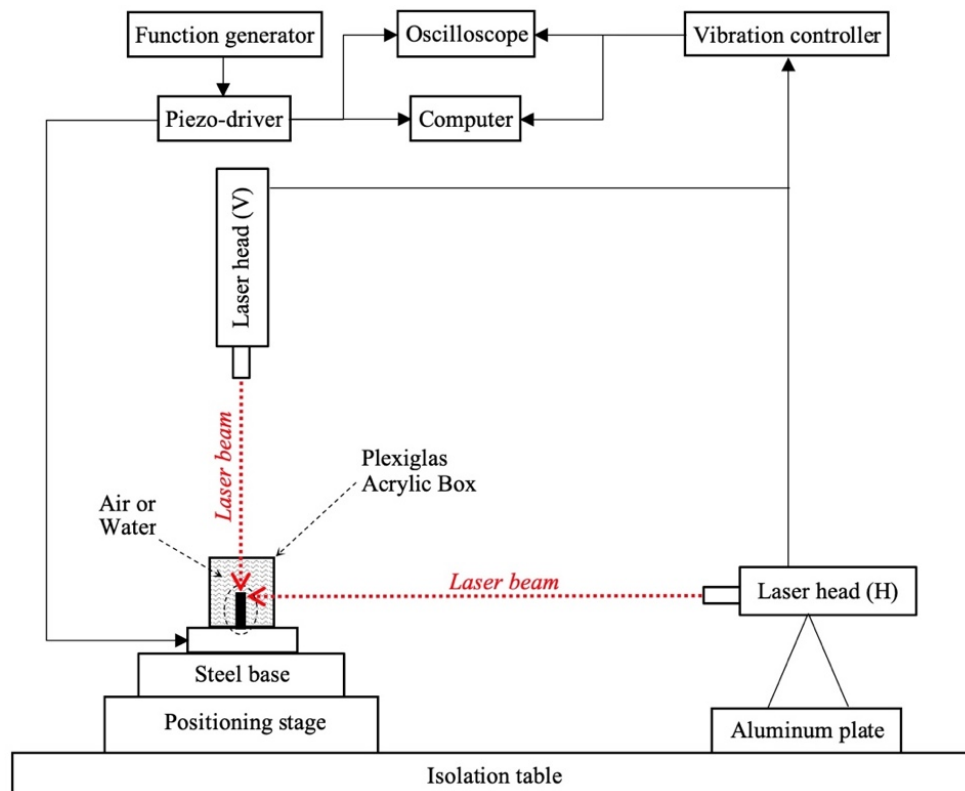 Function generator
Oscilloscope
Vibration controller
Piezo-driver
Computer
Laser head (V)
Laser beam
Plexiglas
Acrylic Box
Air or
Water
Laser beam
Laser head (H)
Steel base
Positioning stage
Aluminum plate
Isolation table